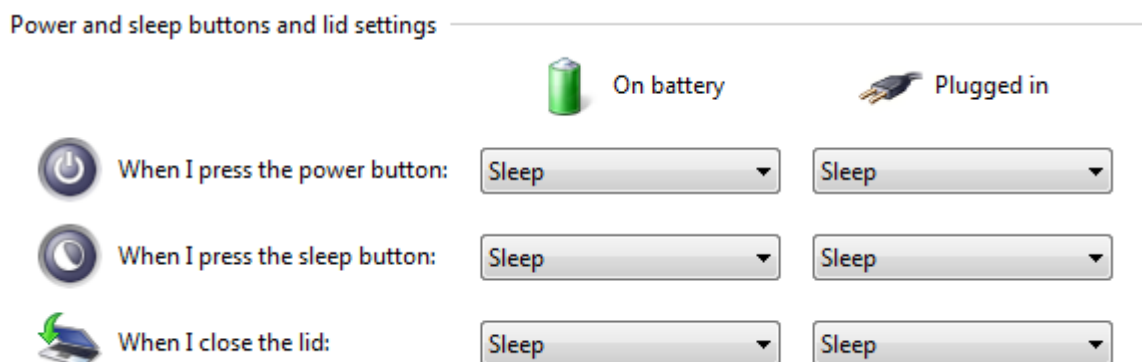 Power and sleep buttons and lid settings
On battery Plugged in
When I press the power button: Sleep Sleep
When I press the sleep button: Sleep Sleep
When I close the lid: Sleep Sleep